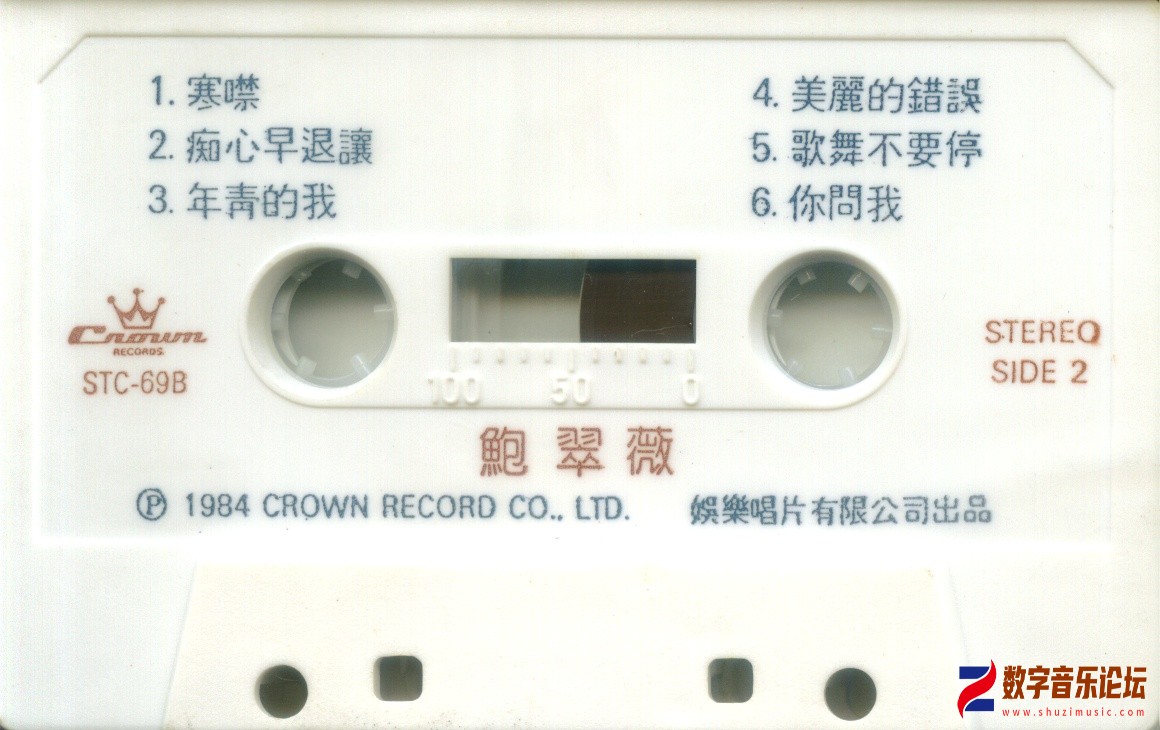 1. 寒噤
2. 痴心早退讓
3. 年青的我
4. 美麗的錯誤
5. 歌舞不要停
6. 你問我
Crown
RECORDS
STC-69B
100 50 0
STEREO
SIDE 2
鮑翠薇
Ⓟ 1984 CROWN RECORD CO., LTD. 娛樂唱片有限公司出品
数字音乐论坛
www.shuzimusic.com